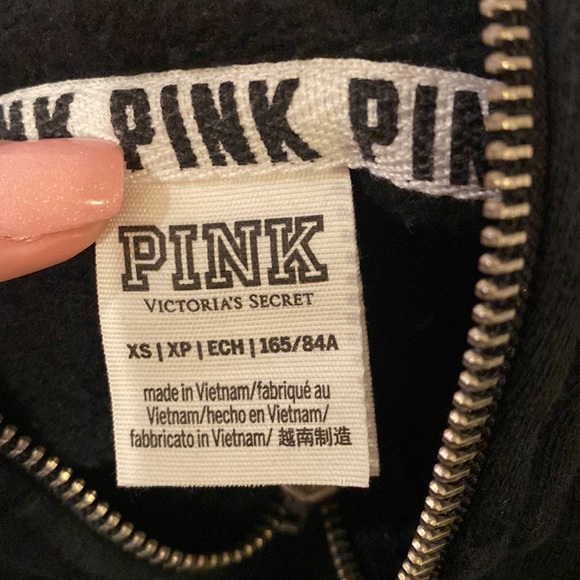 PINK PINK PIN
PINK
VICTORIA'S SECRET
XS | XP | ECH | 165/84A
made in Vietnam/fabriqué au
Vietnam/hecho en Vietnam/
fabbricato in Vietnam/ 越南制造